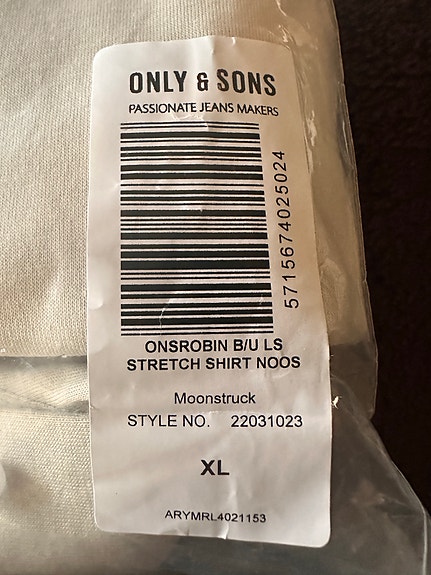 ONLY & SONS
PASSIONATE JEANS MAKERS
5715674025024
ONSROBIN B/U LS
STRETCH SHIRT NOOS
Moonstruck
STYLE NO. 22031023
XL
ARYMRL4021153